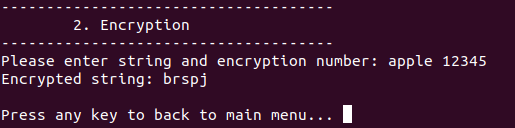 -------------------------------------
2. Encryption
-------------------------------------
Please enter string and encryption number: apple 12345
Encrypted string: brspj
Press any key to back to main menu...